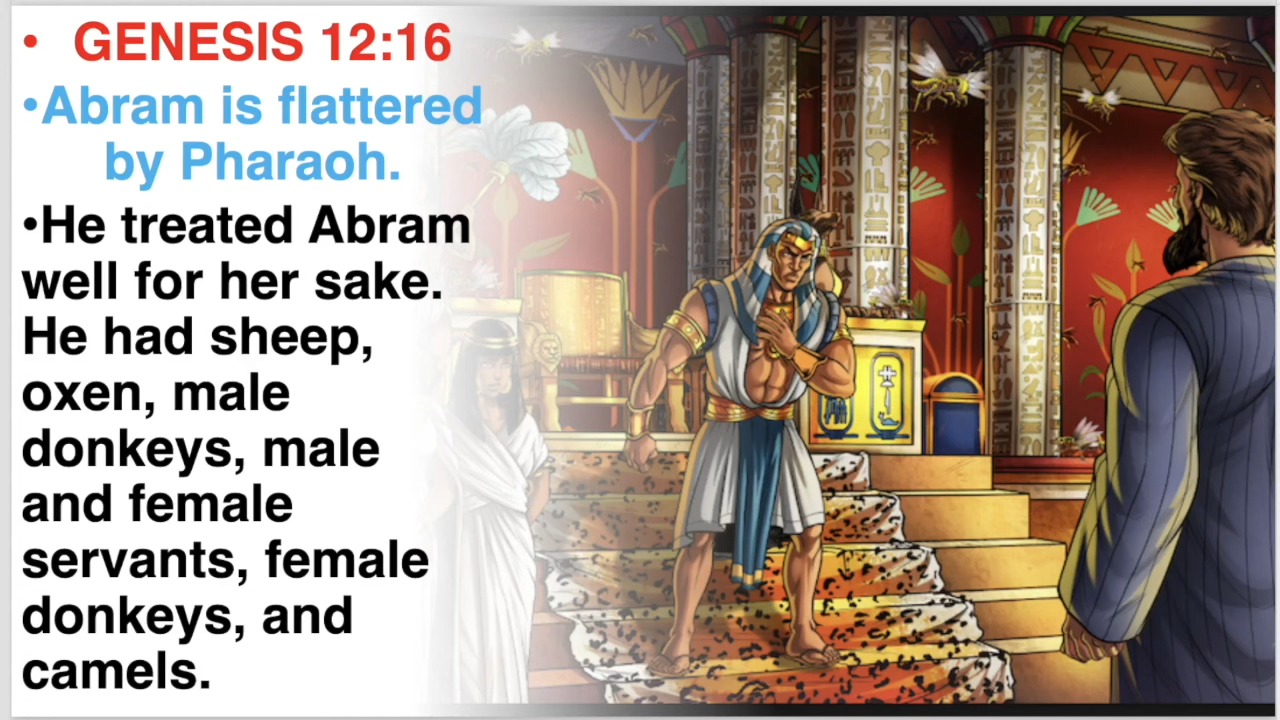 • GENESIS 12:16
•Abram is flattered
by Pharaoh.
•He treated Abram
well for her sake.
He had sheep,
oxen, male
donkeys, male
and female
servants, female
donkeys, and
camels.